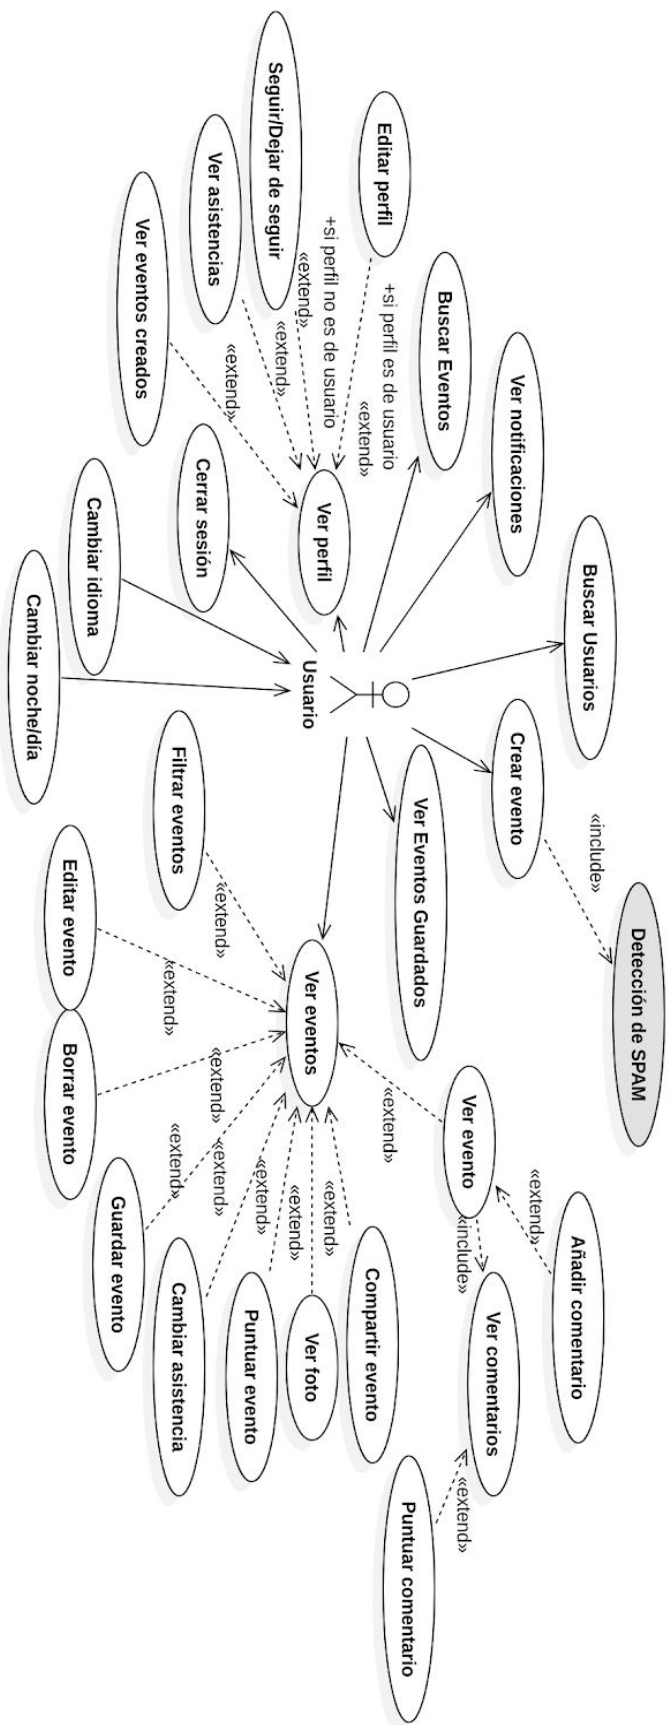 Detección de SPAM
«include»
Buscar Usuarios
Crear evento
Añadir comentario
«extend»
Ver notificaciones
Ver evento
«include»
Ver comentarios
Buscar Eventos
Ver Eventos Guardados
«extend»
«extend»
Puntuar comentario
Editar perfil
+si perfil es de usuario
«extend»
Compartir evento
+si perfil no es de usuario
«extend»
Ver perfil
Usuario
Ver eventos
«extend»
Ver foto
Seguir/Dejar de seguir
«extend»
«extend»
Puntuar evento
Ver asistencias
«extend»
«extend»
«extend»
«extend»
Cambiar asistencia
Cerrar sesión
Filtrar eventos
«extend»
«extend»
Guardar evento
Ver eventos creados
Cambiar idioma
Editar evento
Borrar evento
Cambiar noche/día